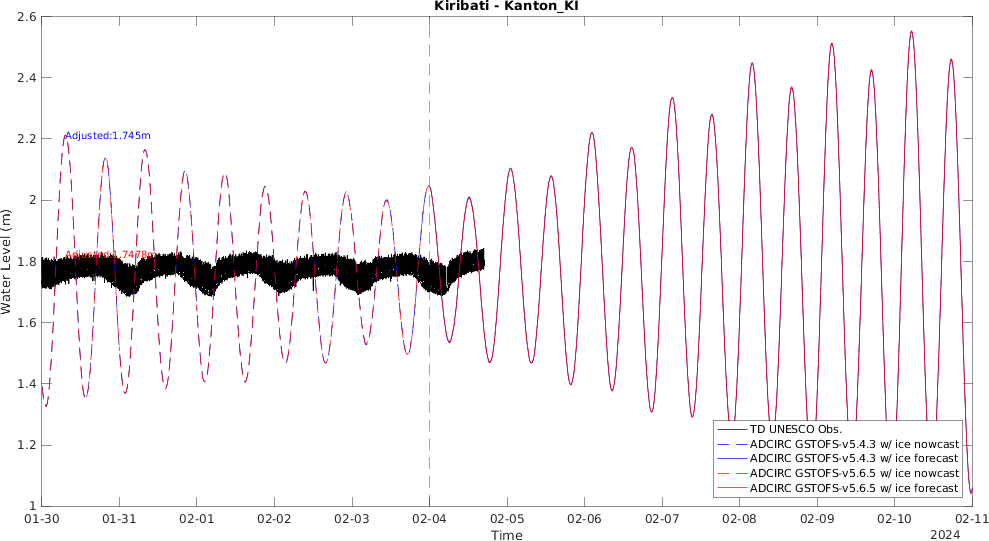 Kiribati - Kanton_KI
Water Level (m)
2.6
2.4
2.2
2
1.8
1.6
1.4
1.2
1
Adjusted:1.745m
Adjusted:1.7478m
TD UNESCO Obs.
ADCIRC GSTOFS-v5.4.3 w/ ice nowcast
ADCIRC GSTOFS-v5.4.3 w/ ice forecast
ADCIRC GSTOFS-v5.6.5 w/ ice nowcast
ADCIRC GSTOFS-v5.6.5 w/ ice forecast
01-30 01-31 02-01 02-02 02-03 02-04 02-05 02-06 02-07 02-08 02-09 02-10 02-11
Time
2024